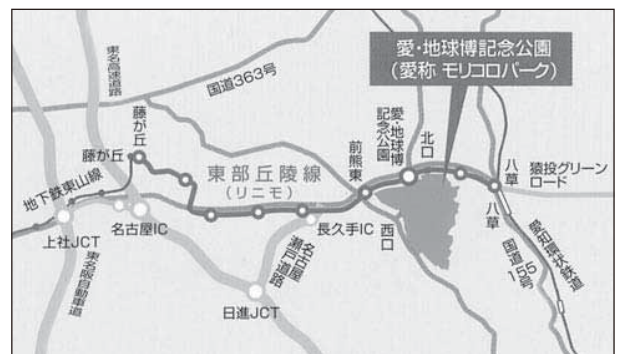 愛・地球博記念公園
（愛称 モリコロパーク）
東名高速道路
国道363号
藤が丘
藤が丘
地下鉄東山線
東部丘陵線
（リニモ）
前熊東
愛・地球博
記念公園
北口
八草
猿投グリーン
ロード
上社JCT
名古屋IC
長久手IC
西口
八草
国道
155号
愛知環状鉄道
東名阪自動車道
名古屋
瀬戸道路
日進JCT